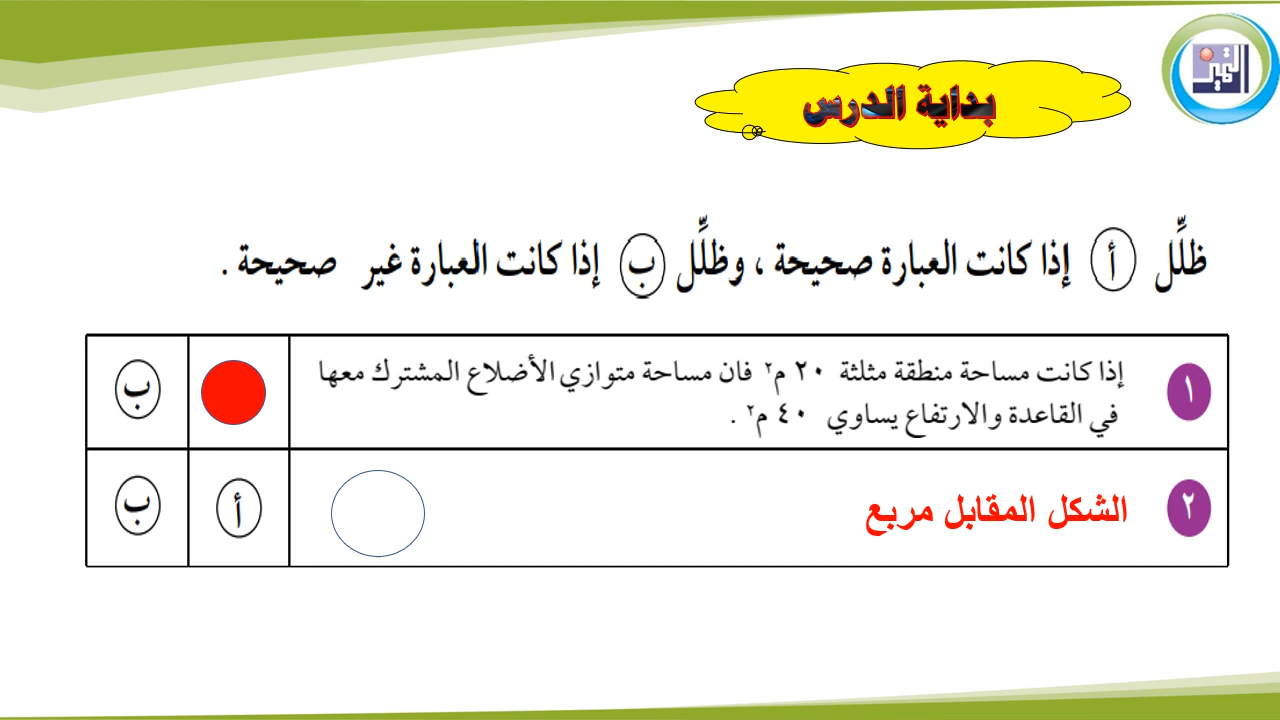 التميز
بداية الدرس
ظلِّل أ إذا كانت العبارة صحيحة ، وظلِّل ب إذا كانت العبارة غير صحيحة .
١ إذا كانت مساحة منطقة مثلثة ٢٠ م٢ فان مساحة متوازي الأضلاع المشترك معها
في القاعدة والارتفاع يساوي ٤٠ م٢ .
ب
٢ الشكل المقابل مربع
أ ب